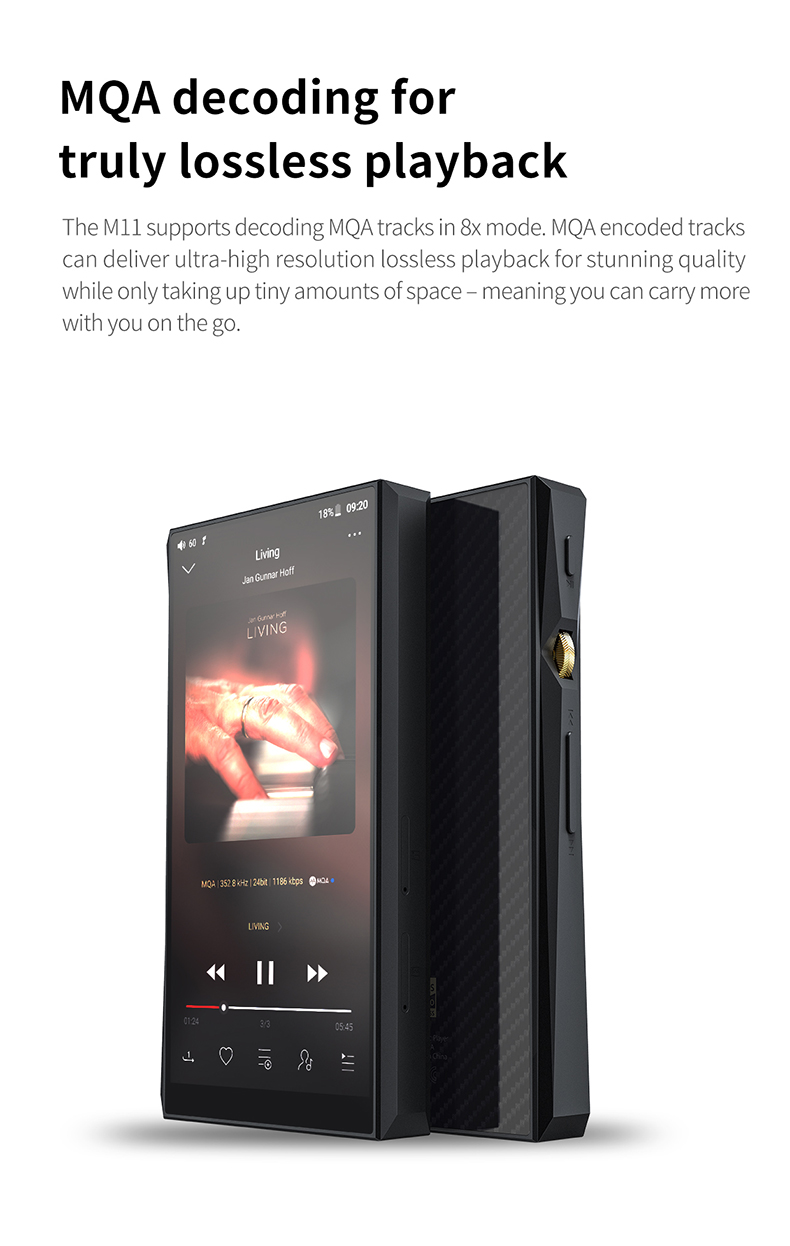 MQA decoding for
truly lossless playback
The M11 supports decoding MQA tracks in 8x mode. MQA encoded tracks
can deliver ultra-high resolution lossless playback for stunning quality
while only taking up tiny amounts of space – meaning you can carry more
with you on the go.
60 18% 09:20
Living
Jan Gunnar Hoff
Jan Gunnar Hoff
LIVING
MQA | 352.8 kHz | 24bit | 1186 kbps MQA
LIVING
01:24 3/3 05:45